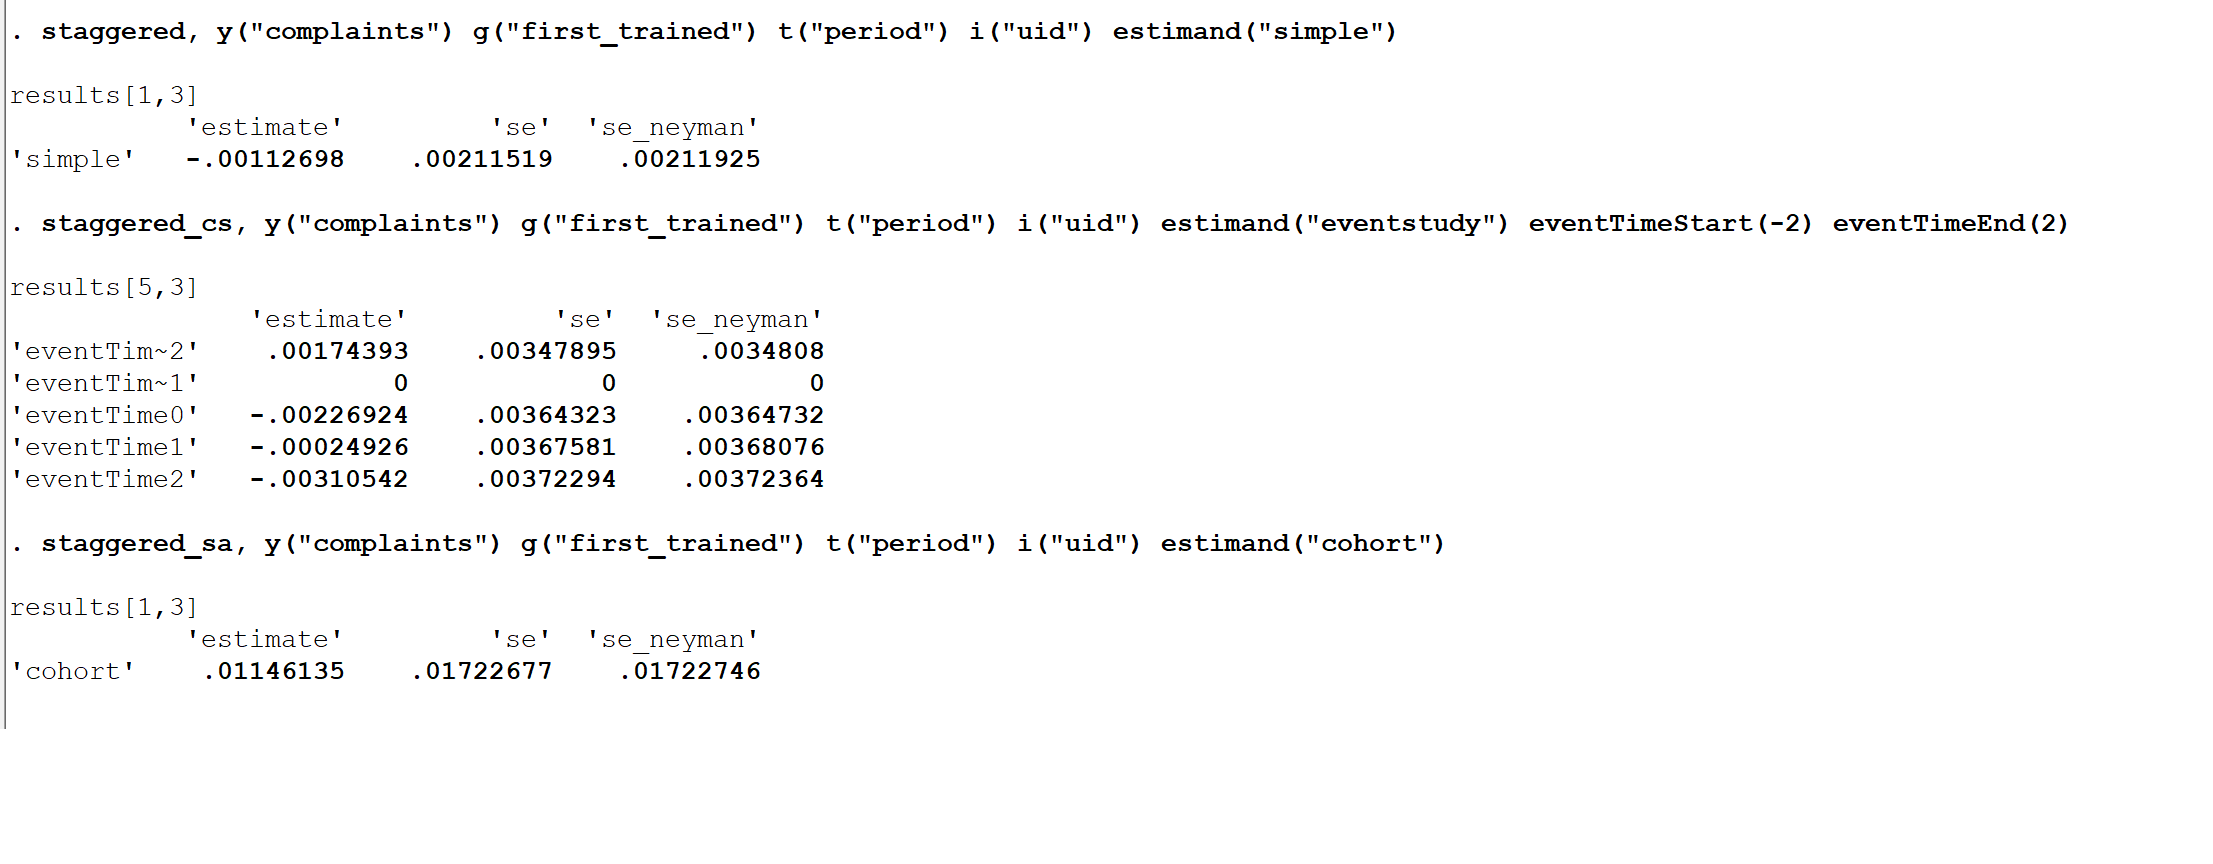 . staggered, y("complaints") g("first_trained") t("period") i("uid") estimand("simple")
results[1,3]
'estimate' 'se' 'se_neyman'
'simple' -.00112698 .00211519 .00211925
. staggered_cs, y("complaints") g("first_trained") t("period") i("uid") estimand("eventstudy") eventTimeStart(-2) eventTimeEnd(2)
results[5,3]
'estimate' 'se' 'se_neyman'
'eventTim~2' .00174393 .00347895 .0034808
'eventTim~1' 0 0 0
'eventTime0' -.00226924 .00364323 .00364732
'eventTime1' -.00024926 .00367581 .00368076
'eventTime2' -.00310542 .00372294 .00372364
. staggered_sa, y("complaints") g("first_trained") t("period") i("uid") estimand("cohort")
results[1,3]
'estimate' 'se' 'se_neyman'
'cohort' .01146135 .01722677 .01722746